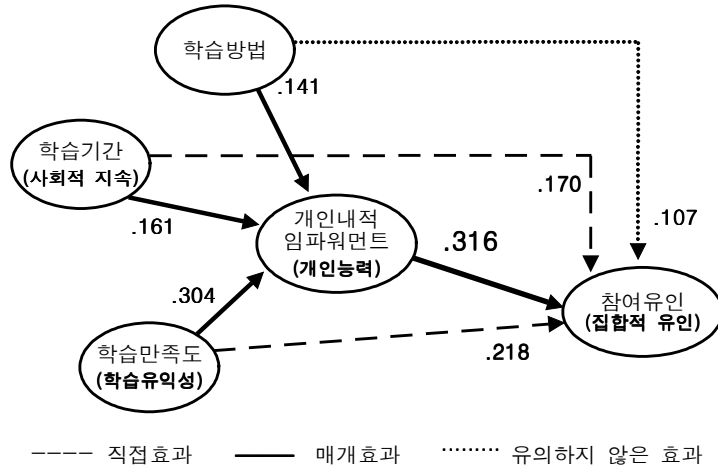 학습방법
.141
학습기간
(사회적 지속)
.170
.161
개인내적
임파워먼트
(개인능력)
.316
.107
.304
참여유인
(집합적 유인)
학습만족도
(학습유익성)
.218
직접효과 매개효과 유의하지 않은 효과